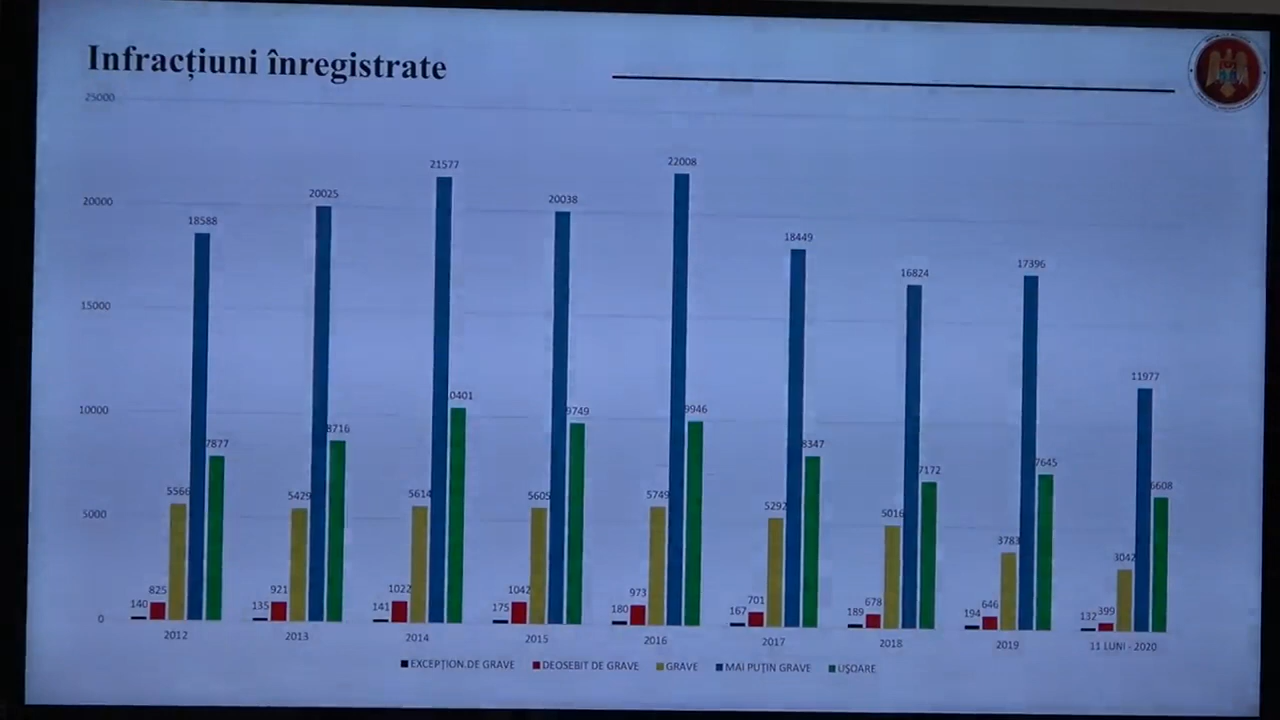 Infracțiuni înregistrate
25000
20000
15000
10000
5000
0
140 825 5566 18588 7877
135 921 5429 20025 8716
141 1022 5614 21577 0401
175 1042 5605 20038 9749
180 973 5749 22008 9946
167 701 5292 18449 8347
189 678 5016 16824 7172
194 646 3783 17396 7645
132 399 3042 11977 6608
2012 2013 2014 2015 2016 2017 2018 2019 11 LUNI - 2020
EXCEPȚION.DE GRAVE DEOSEBIT DE GRAVE GRAVE MAI PUȚIN GRAVE UȘOARE